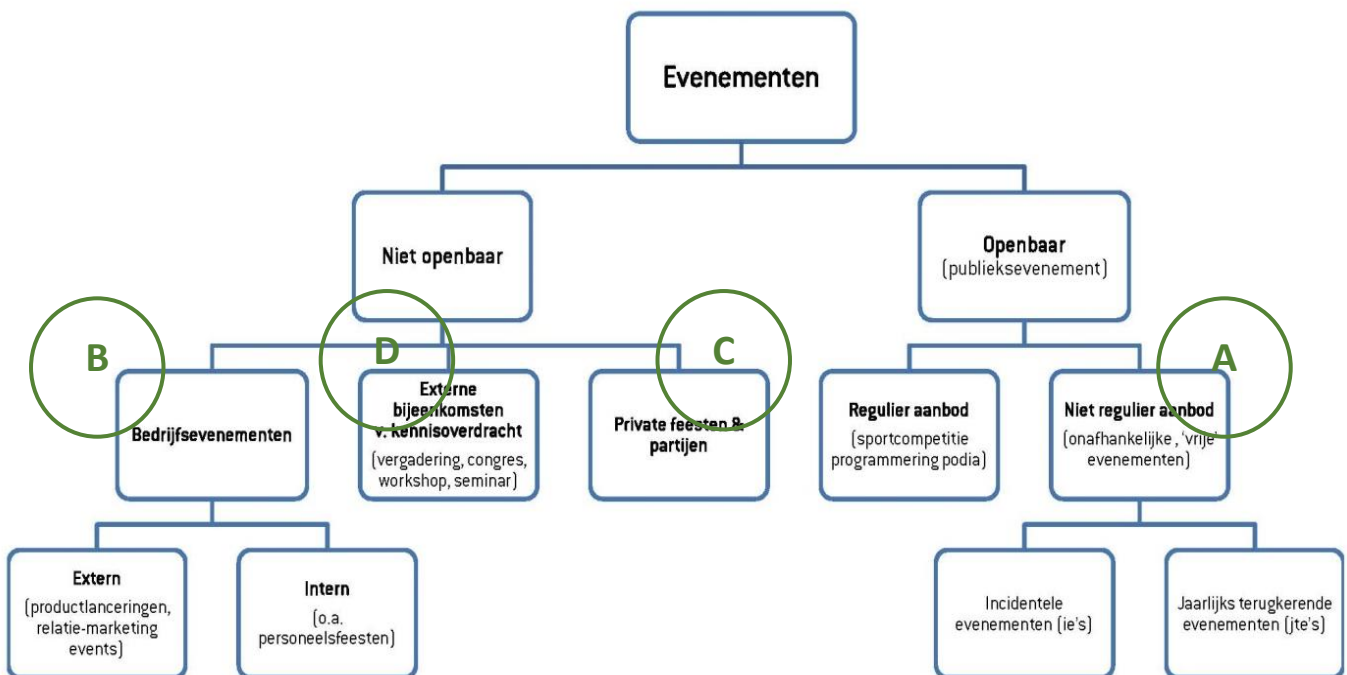 Evenementen
Niet openbaar
Openbaar
(publieksevenement)
B
D
C
A
Bedrijfsevenementen
Externe
bijeenkomsten
v. kennisoverdracht
(vergadering, congres,
workshop, seminar)
Private feesten &
partijen
Regulier aanbod
(sportcompetitie
programmering podia)
Niet regulier aanbod
(onafhankelijke , 'vrije'
evenementen)
Extern
(productlanceringen,
relatie-marketing
events)
Intern
(o.a.
personeelsfeesten)
Incidentele
evenementen (ie's)
Jaarlijks terugkerende
evenementen (jte's)